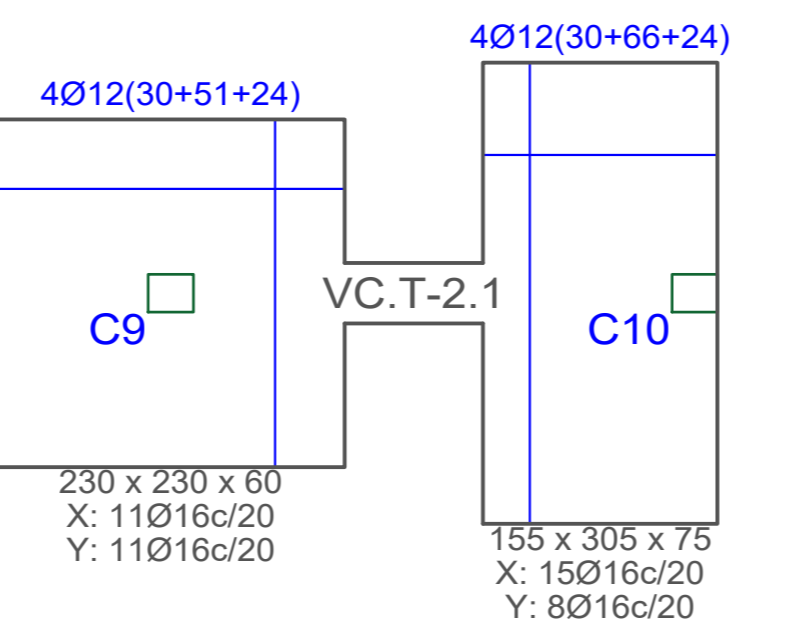 4Ø12(30+66+24)
4Ø12(30+51+24)
VC.T-2.1
C9
C10
230 x 230 x 60
X: 11Ø16c/20
Y: 11Ø16c/20
155 x 305 x 75
X: 15Ø16c/20
Y: 8Ø16c/20